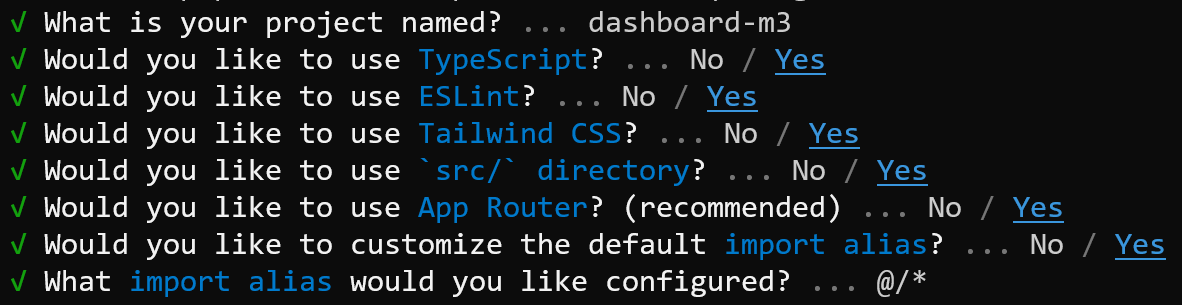 √ What is your project named? ... dashboard-m3
√ Would you like to use TypeScript? ... No / Yes
√ Would you like to use ESLint? ... No / Yes
√ Would you like to use Tailwind CSS? ... No / Yes
√ Would you like to use `src/` directory? ... No / Yes
√ Would you like to use App Router? (recommended) ... No / Yes
√ Would you like to customize the default import alias? ... No / Yes
√ What import alias would you like configured? ... @/*